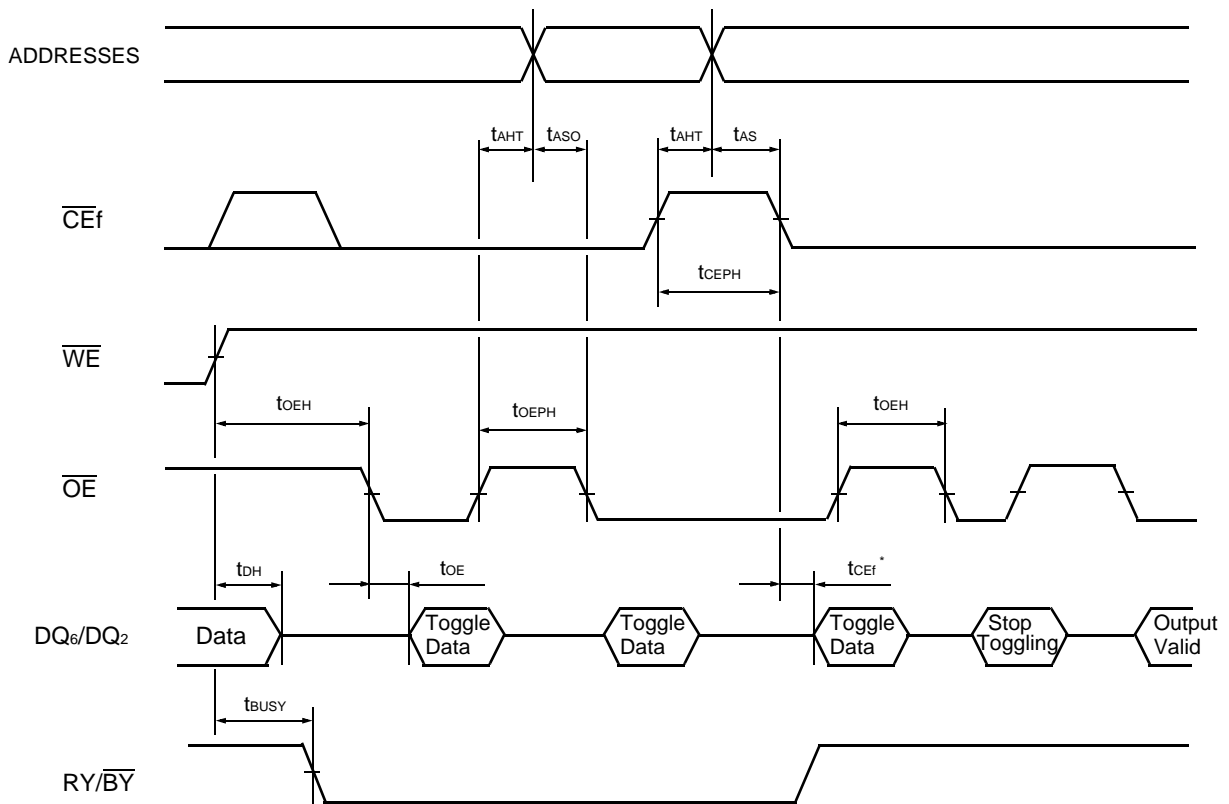 ADDRESSES
tAHT tASO tAHT tAS
CEf
tCEPH
WE
tOEH tOEPH tOEH
OE
tDH tOE tCEf*
DQ6/DQ2 Data Toggle Data Toggle Data Toggle Data Stop Toggling Output Valid
tBUSY
RY/BY